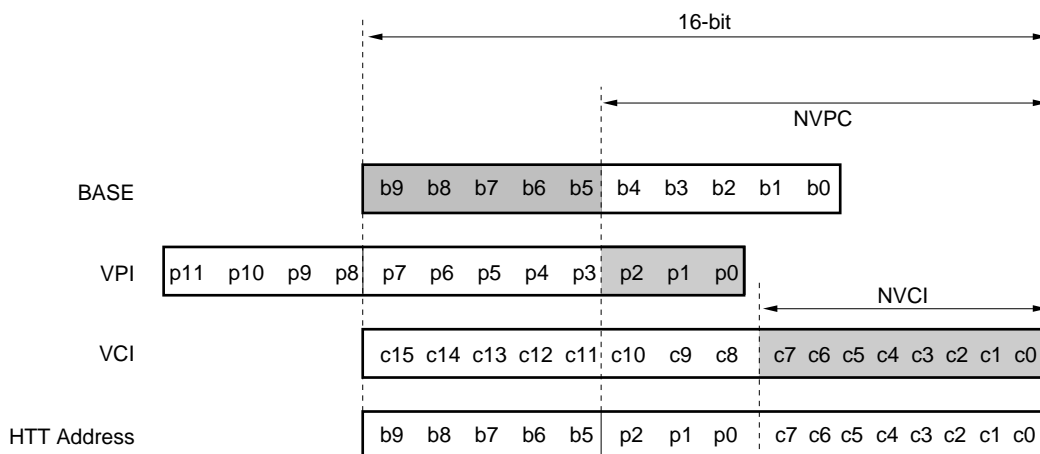 16-bit
NVPC
BASE b9 b8 b7 b6 b5 b4 b3 b2 b1 b0
VPI p11 p10 p9 p8 p7 p6 p5 p4 p3 p2 p1 p0
NVCI
VCI c15 c14 c13 c12 c11 c10 c9 c8 c7 c6 c5 c4 c3 c2 c1 c0
HTT Address b9 b8 b7 b6 b5 p2 p1 p0 c7 c6 c5 c4 c3 c2 c1 c0